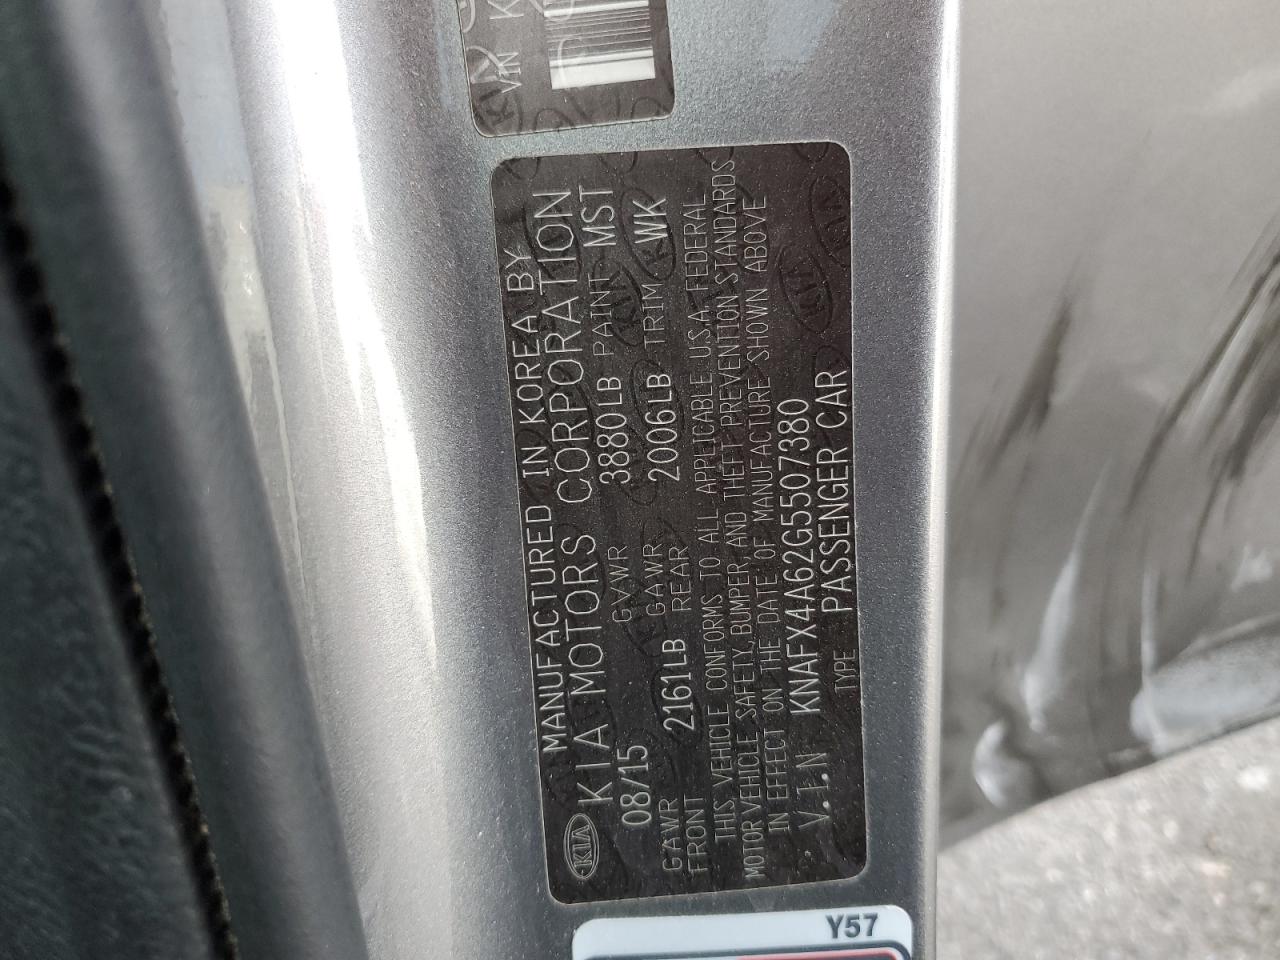 VIN K
MANUFACTURED IN KOREA BY
KIA KIA MOTORS CORPORATION
08/15 GVWR 3880LB PAINT MST
GAWR FRONT 2161LB GAWR REAR 2006LB TRIM WK
THIS VEHICLE CONFORMS TO ALL APPLICABLE U.S.A FEDERAL
MOTOR VEHICLE SAFETY, BUMPER, AND THEFT PREVENTION STANDARDS
IN EFFECT ON THE DATE OF MANUFACTURE SHOWN ABOVE
V.I.N KNAFX4A62G5507380
TYPE PASSENGER CAR
Y57